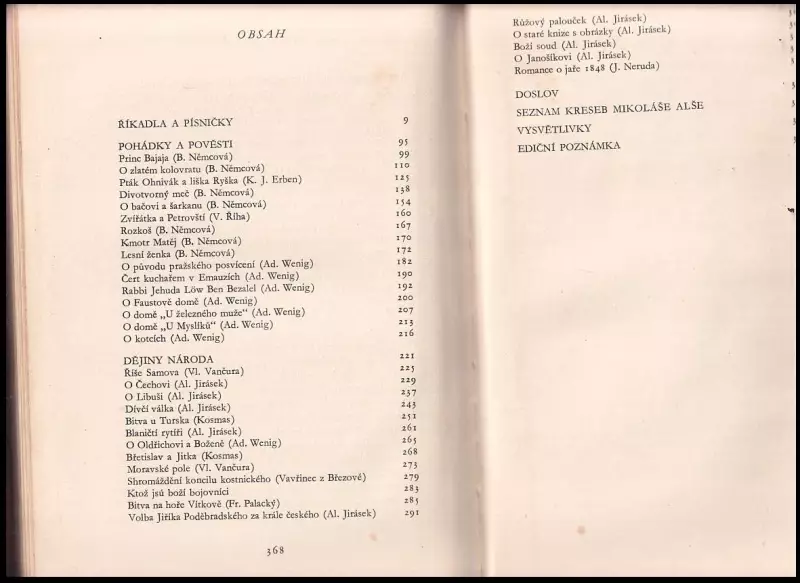 OBSAH
ŘÍKADLA A PÍSNIČKY 9
POHÁDKY A POVĚSTI 95
Princ Bajaja (B. Němcová) 99
O zlatém kolovratu (B. Němcová) 110
Pták Ohnivák a liška Ryška (K. J. Erben) 125
Divotvorný meč (B. Němcová) 138
O bačovi a šarkanu (B. Němcová) 154
Zvířátka a Petrovští (V. Říha) 160
Rozkoš (B. Němcová) 167
Kmotr Matěj (B. Němcová) 170
Lesní ženka (B. Němcová) 172
O původu pražského posvícení (Ad. Wenig) 182
Čert kuchařem v Emauzích (Ad. Wenig) 190
Rabbi Jehuda Löw Ben Bezalel (Ad. Wenig) 192
O Faustově domě (Ad. Wenig) 200
O domě „U železného muže“ (Ad. Wenig) 207
O domě „U Myslíků“ (Ad. Wenig) 213
O kotcích (Ad. Wenig) 216
DĚJINY NÁRODA 221
Říše Samova (Vl. Vančura) 225
O Čechovi (Al. Jirásek) 229
O Libuši (Al. Jirásek) 237
Dívčí válka (Al. Jirásek) 243
Bitva u Turska (Kosmas) 251
Blaničtí rytíři (Al. Jirásek) 261
O Oldřichovi a Boženě (Ad. Wenig) 265
Břetislav a Jitka (Kosmas) 268
Moravské pole (Vl. Vančura) 273
Shromáždění koncilu kostnického (Vavřinec z Březové) 279
Ktož jsú boží bojovníci 283
Bitva na hoře Vítkově (Fr. Palacký) 285
Volba Jiříka Poděbradského za krále českého (Al. Jirásek) 291
368
Růžový palouček (Al. Jirásek)
O staré knize s obrázky (Al. Jirásek)
Boží soud (Al. Jirásek)
O Janošíkovi (Al. Jirásek)
Romance o jaře 1848 (J. Neruda)
DOSLOV
SEZNAM KRESEB MIKOLÁŠE ALŠE
VYSVĚTLIVKY
EDIČNÍ POZNÁMKA